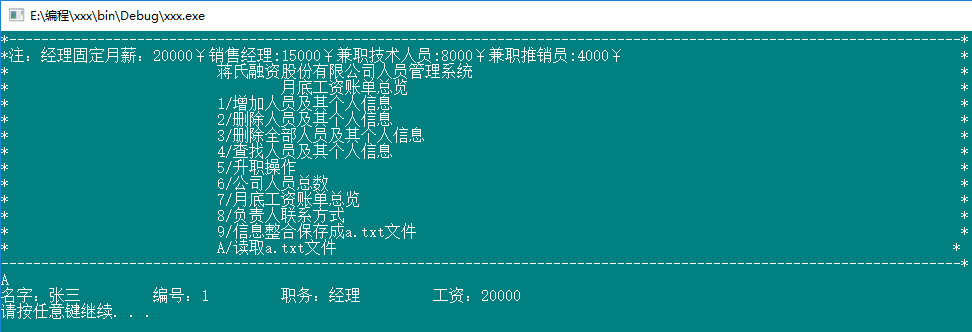 E:\编程\xxx\bin\Debug\xxx.exe
*-----------------------------------------------------------------------------------------------------------------------*
*注：经理固定月薪：20000￥销售经理:15000￥兼职技术人员:8000￥兼职推销员:4000￥ *
* 蒋氏融资股份有限公司人员管理系统 *
* 月底工资账单总览 *
* 1/增加人员及其个人信息 *
* 2/删除人员及其个人信息 *
* 3/删除全部人员及其个人信息 *
* 4/查找人员及其个人信息 *
* 5/升职操作 *
* 6/公司人员总数 *
* 7/月底工资账单总览 *
* 8/负责人联系方式 *
* 9/信息整合保存成a.txt文件 *
* A/读取a.txt文件 *
------------------------------------------------------------------------------------------------------------------------*
A
名字：张三 编号：1 职务：经理 工资：20000
请按任意键继续. . .